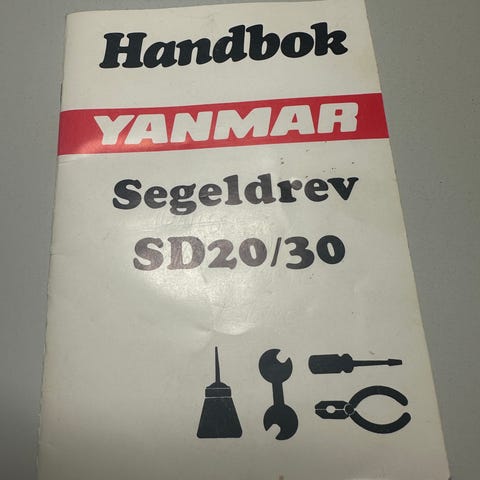 Handbok
YANMAR
Segeldrev
SD20/30